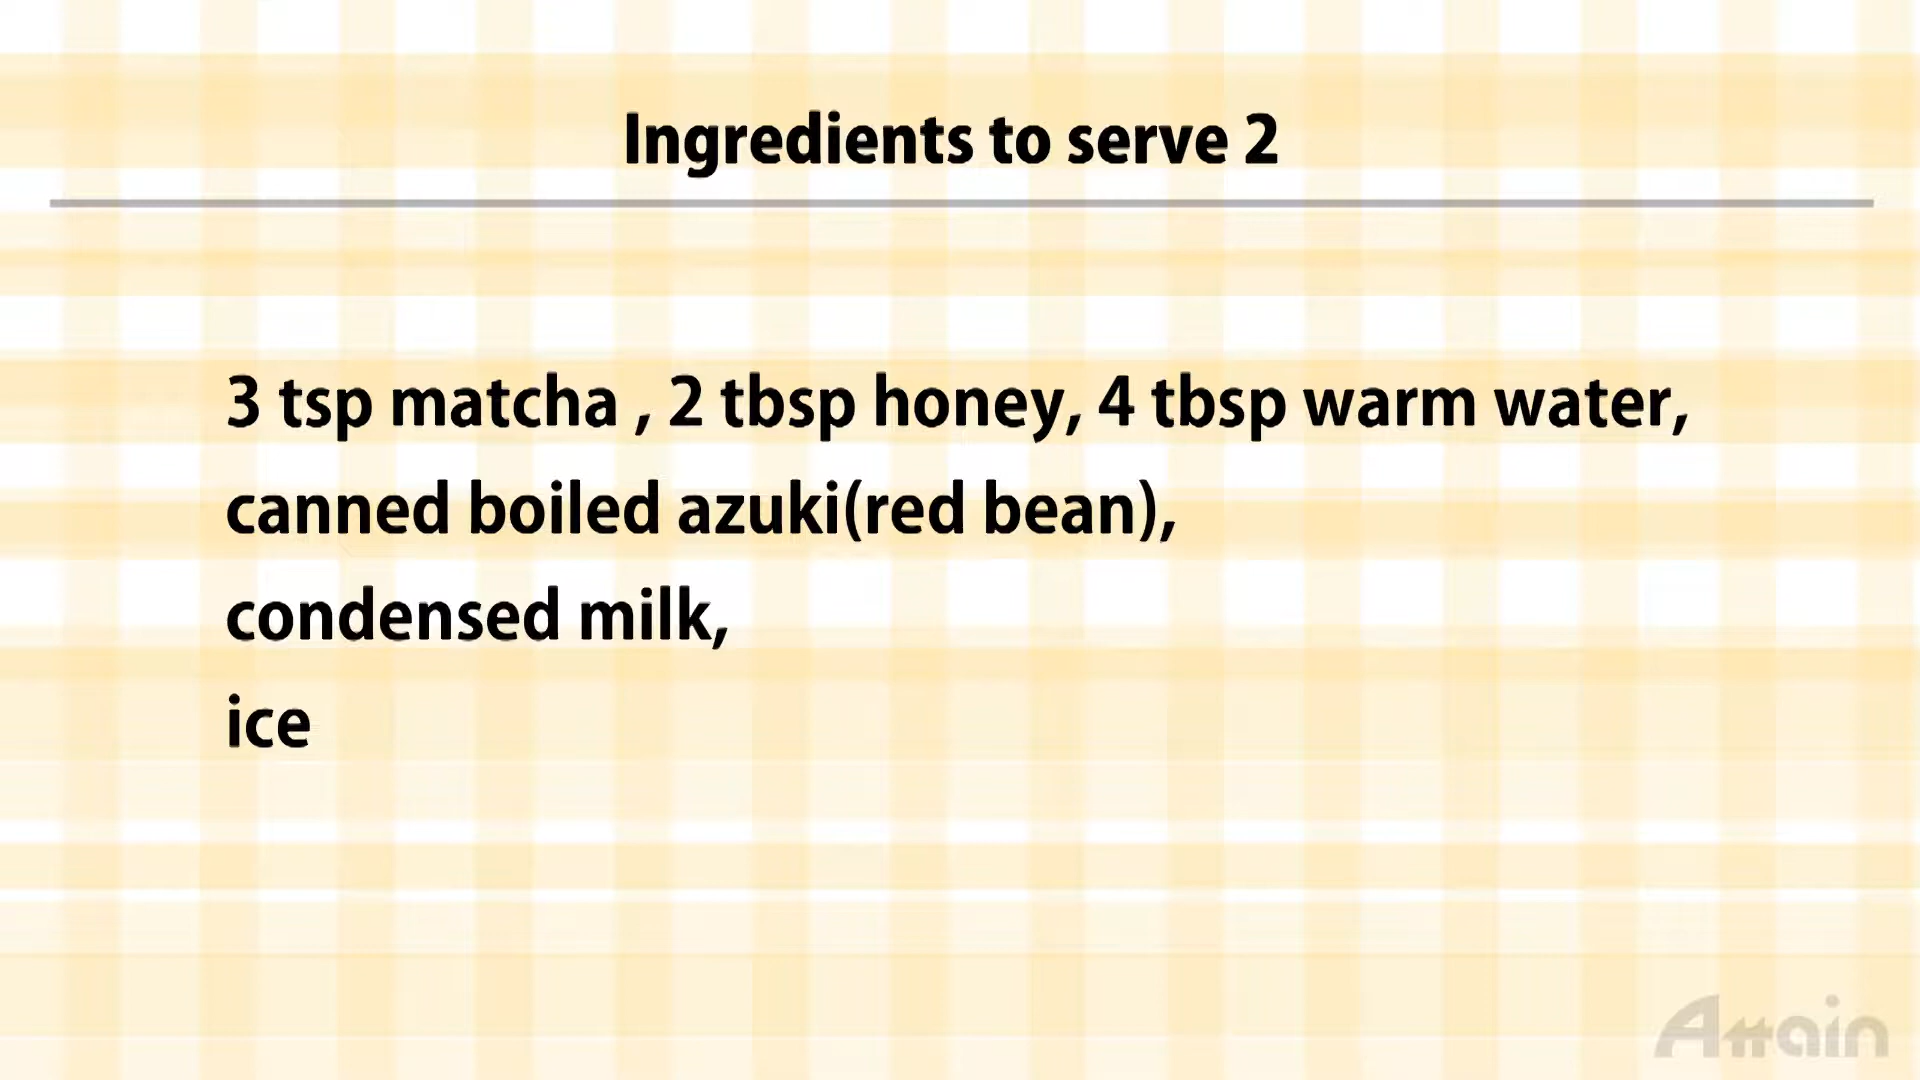 Ingredients to serve 2
3 tsp matcha , 2 tbsp honey, 4 tbsp warm water,
canned boiled azuki(red bean),
condensed milk,
ice
Attain